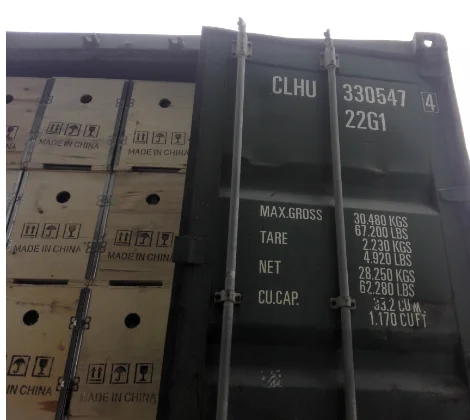 CLHU 330547 4
22G1
MAX.GROSS 30.480 KGS
67.200 LBS
TARE 2.230 KGS
4.920 LBS
NET 28.250 KGS
62.280 LBS
CU.CAP. 33.2 CU.M.
1.170 CU FT
MADE IN CHINA
MADE IN CHINA
MADE IN CHINA
MADE IN CHINA
IN CHINA
MADE IN CHINA